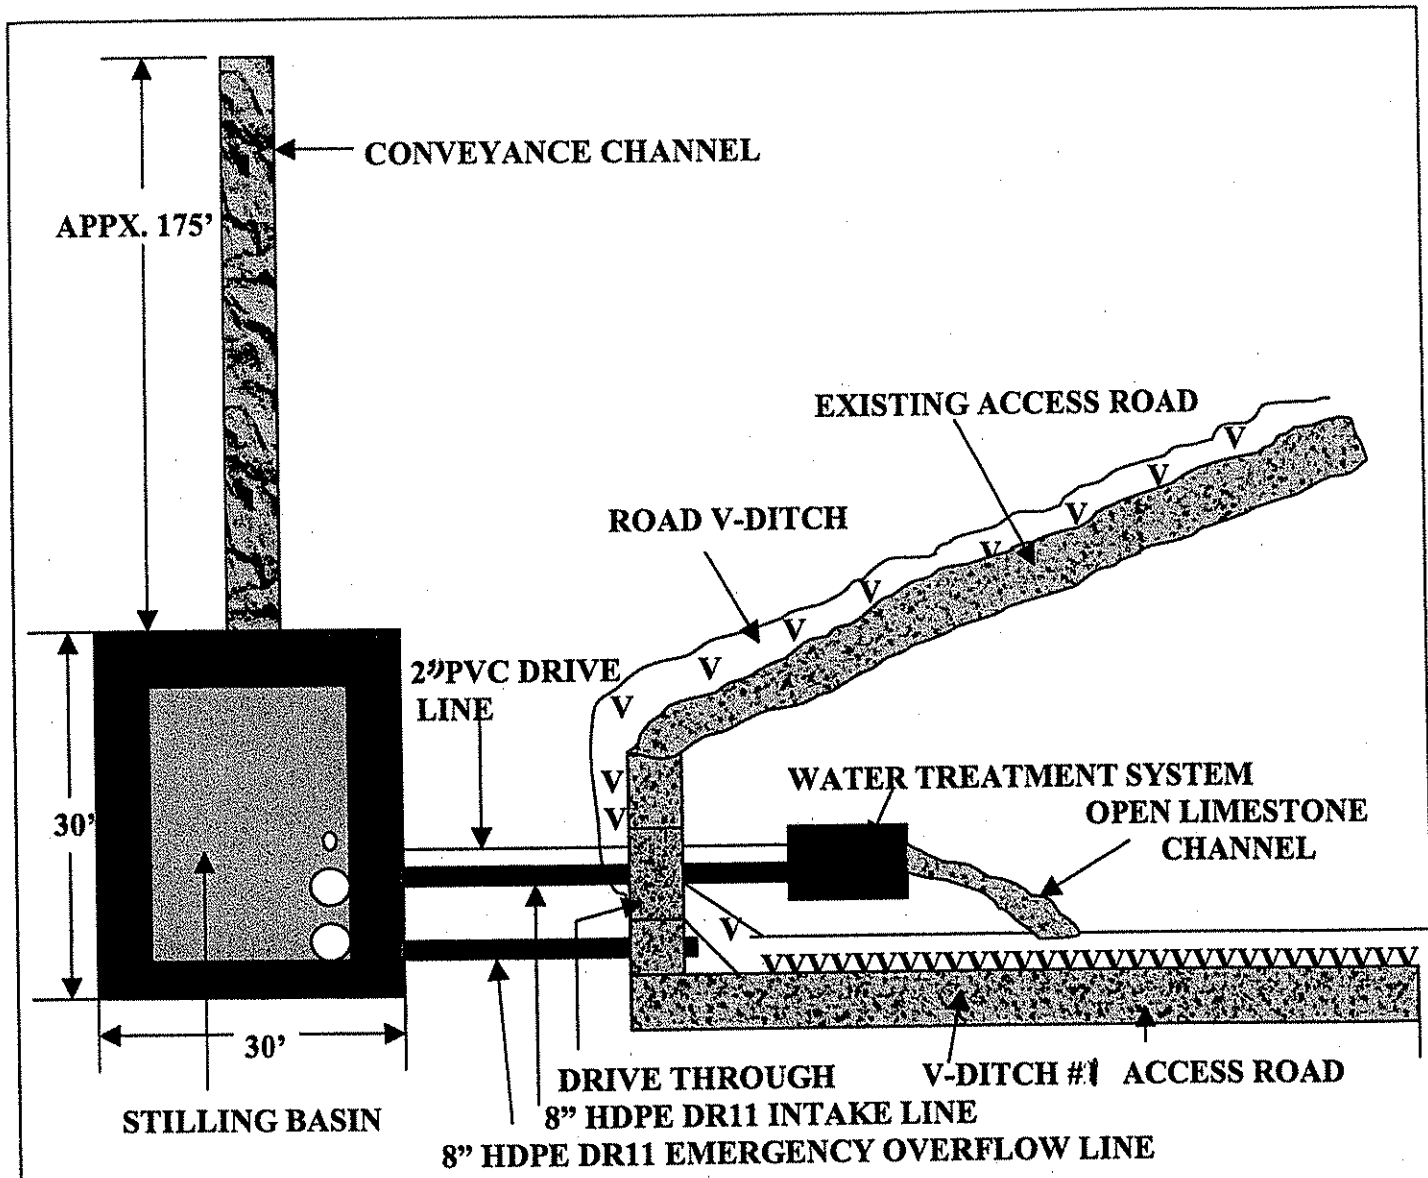 CONVEYANCE CHANNEL
APPX. 175’
EXISTING ACCESS ROAD
ROAD V-DITCH
2” PVC DRIVE
LINE
WATER TREATMENT SYSTEM
OPEN LIMESTONE
CHANNEL
30’
30’
V
V
V
V
V
V
V
V
V
V
V
V
VVVVVVVVVVVVVVVVVVVVVV
DRIVE THROUGH
V-DITCH #1
ACCESS ROAD
8” HDPE DR11 INTAKE LINE
STILLING BASIN
8” HDPE DR11 EMERGENCY OVERFLOW LINE